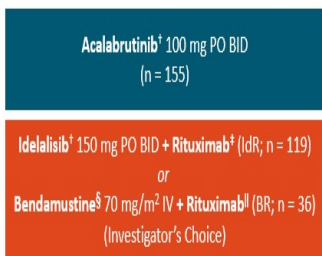 Acalabrutinib† 100 mg PO BID
(n = 155)
Idelalisib† 150 mg PO BID + Rituximab‡ (IdR; n = 119)
or
Bendamustine§ 70 mg/m² IV + Rituximab‖ (BR; n = 36)
(Investigator's Choice)